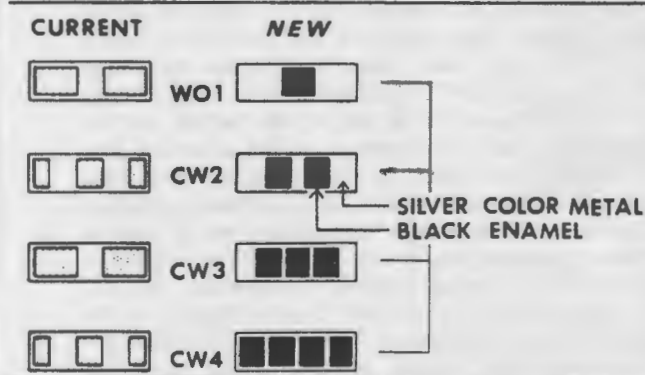 CURRENT NEW
WO1
CW2
SILVER COLOR METAL
BLACK ENAMEL
CW3
CW4